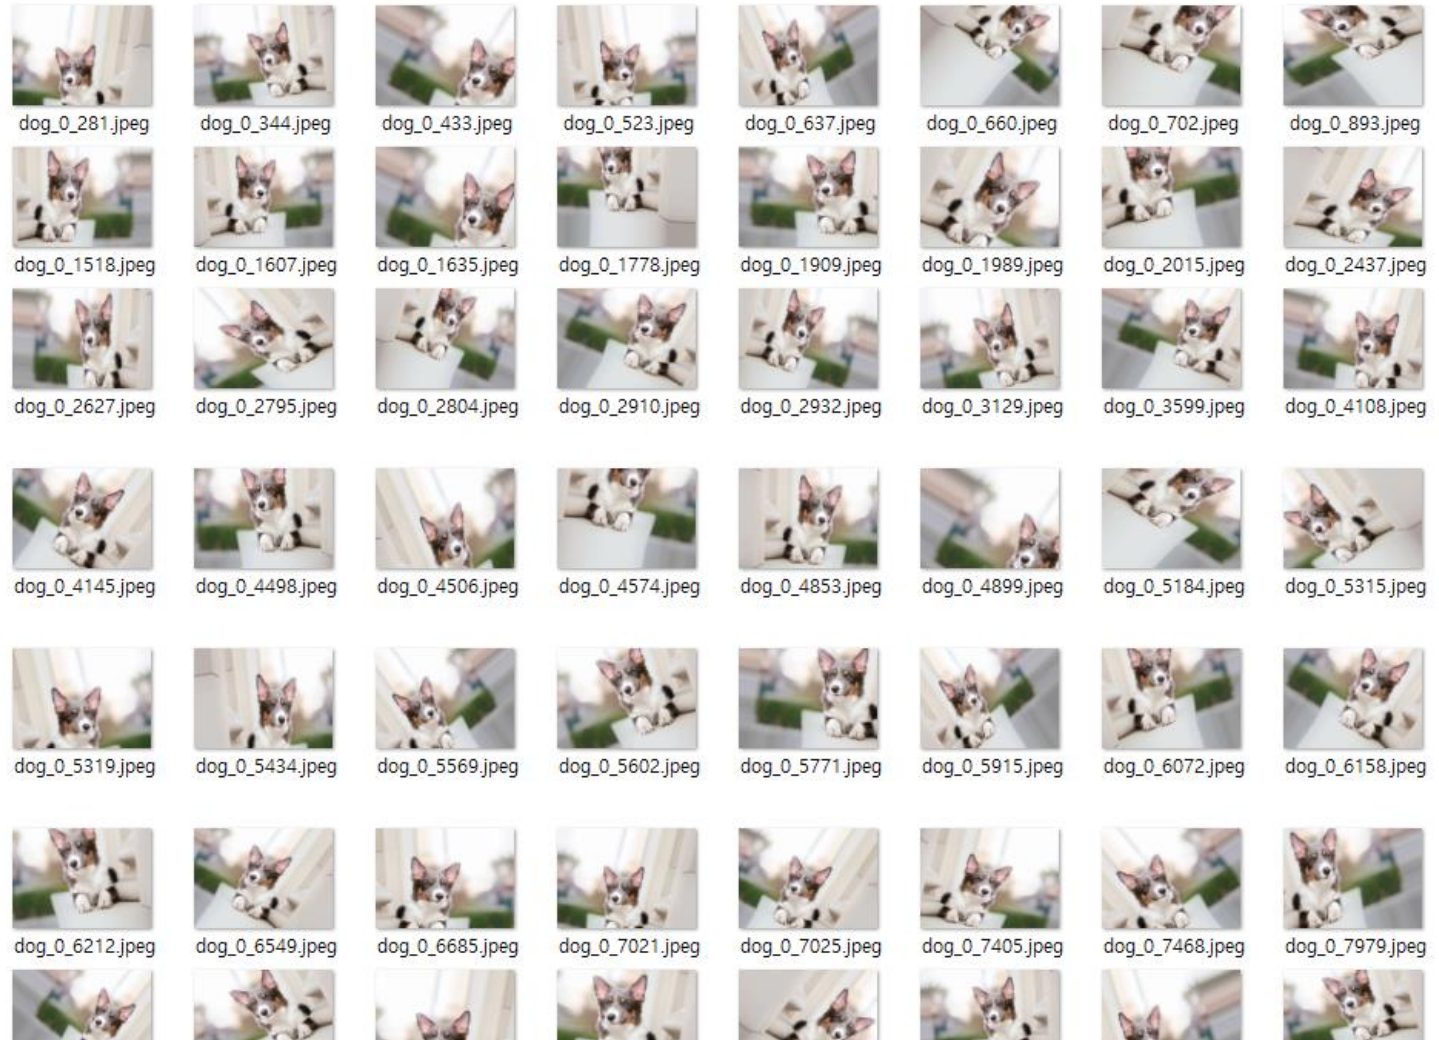 dog_0_281.jpeg dog_0_344.jpeg dog_0_433.jpeg dog_0_523.jpeg dog_0_637.jpeg dog_0_660.jpeg dog_0_702.jpeg dog_0_893.jpeg
dog_0_1518.jpeg dog_0_1607.jpeg dog_0_1635.jpeg dog_0_1778.jpeg dog_0_1909.jpeg dog_0_1989.jpeg dog_0_2015.jpeg dog_0_2437.jpeg
dog_0_2627.jpeg dog_0_2795.jpeg dog_0_2804.jpeg dog_0_2910.jpeg dog_0_2932.jpeg dog_0_3129.jpeg dog_0_3599.jpeg dog_0_4108.jpeg
dog_0_4145.jpeg dog_0_4498.jpeg dog_0_4506.jpeg dog_0_4574.jpeg dog_0_4853.jpeg dog_0_4899.jpeg dog_0_5184.jpeg dog_0_5315.jpeg
dog_0_5319.jpeg dog_0_5434.jpeg dog_0_5569.jpeg dog_0_5602.jpeg dog_0_5771.jpeg dog_0_5915.jpeg dog_0_6072.jpeg dog_0_6158.jpeg
dog_0_6212.jpeg dog_0_6549.jpeg dog_0_6685.jpeg dog_0_7021.jpeg dog_0_7025.jpeg dog_0_7405.jpeg dog_0_7468.jpeg dog_0_7979.jpeg